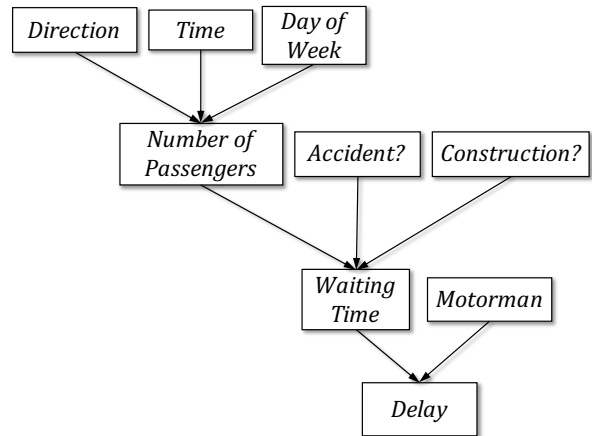 Direction
Time
Day of
Week
Number of
Passengers
Accident?
Construction?
Waiting
Time
Motorman
Delay